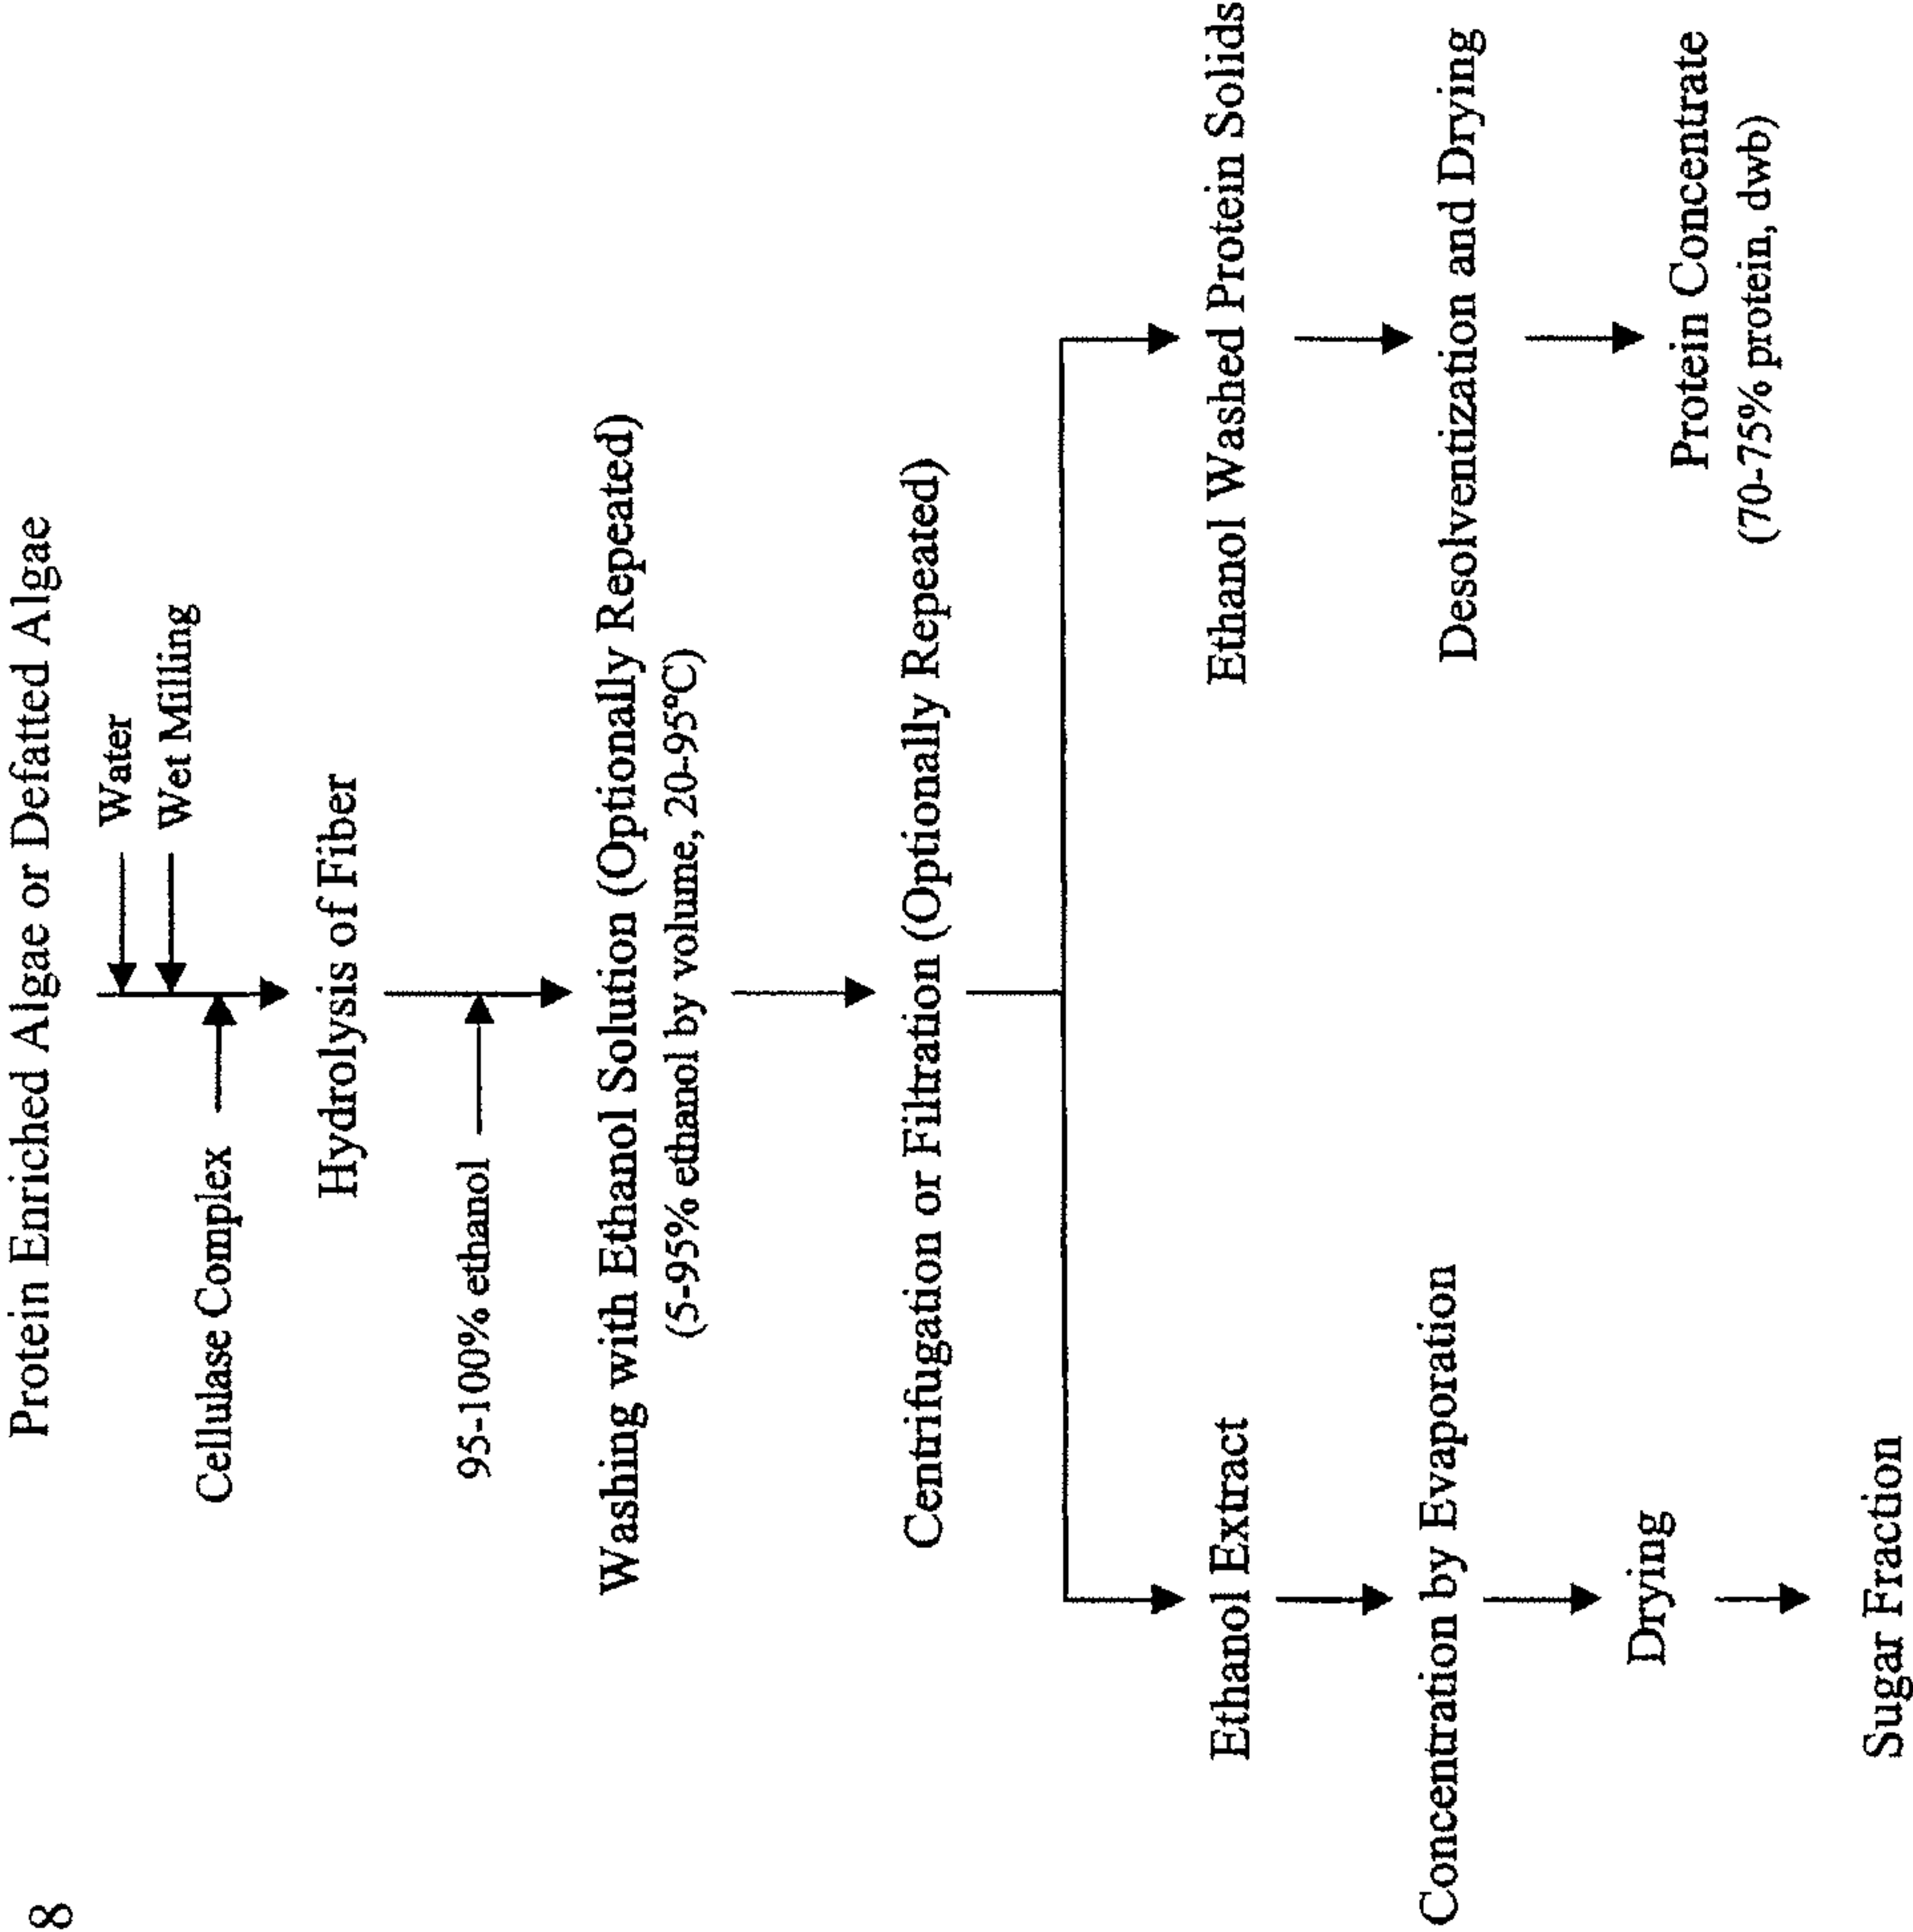 8
Protein Enriched Algae or Defatted Algae
Water
Wet Milling
Cellulase Complex
Hydrolysis of Fiber
95-100% ethanol
Washing with Ethanol Solution (Optionally Repeated)
(5-95% ethanol by volume, 20-95°C)
Centrifugation or Filtration (Optionally Repeated)
Ethanol Extract
Ethanol Washed Protein Solids
Concentration by Evaporation
Desolventization and Drying
Drying
Protein Concentrate
(70-75% protein, dwb)
Sugar Fraction